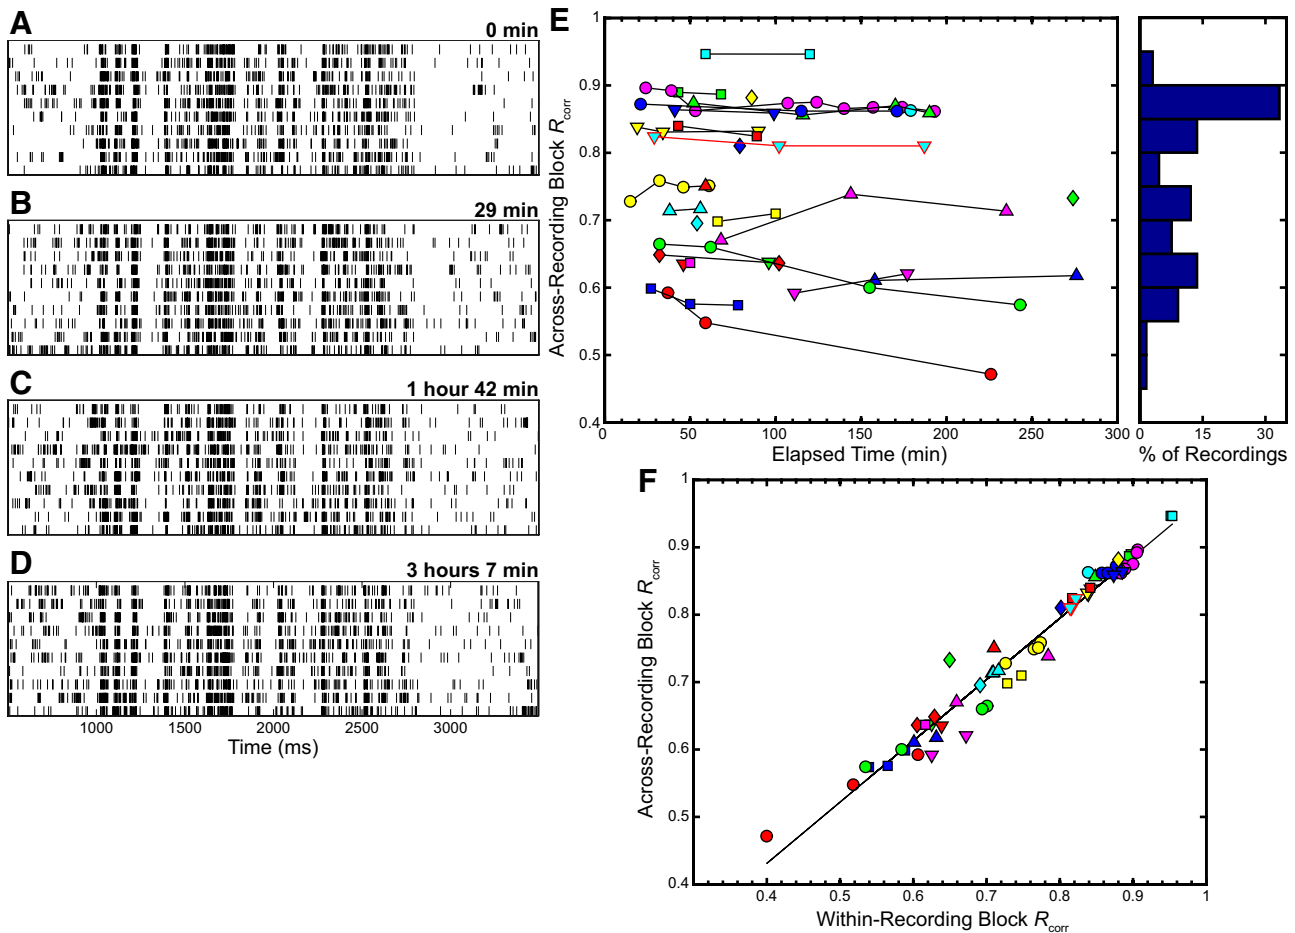 A
0 min
B
29 min
C
1 hour 42 min
D
3 hours 7 min
1000 1500 2000 2500 3000
Time (ms)
E
1
0.9
0.8
0.7
0.6
0.5
0.4
Across-Recording Block Rcorr
0 50 100 150 200 250 300
Elapsed Time (min)
0 15 30
% of Recordings
F
1
0.9
0.8
0.7
0.6
0.5
0.4
Across-Recording Block Rcorr
0.4 0.5 0.6 0.7 0.8 0.9 1
Within-Recording Block Rcorr